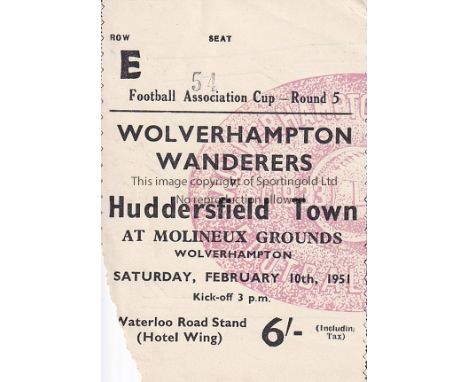 ROW SEAT
E 54
Football Association Cup — Round 5
WOLVERHAMPTON
WANDERERS
This image copyright of Sportingold Ltd
v
No reproduction allowed
Huddersfield Town
AT MOLINEUX GROUNDS
WOLVERHAMPTON
SATURDAY, FEBRUARY 10th, 1951
Kick-off 3 p.m.
Waterloo Road Stand
(Hotel Wing)
6/-
(Includin
Tax)